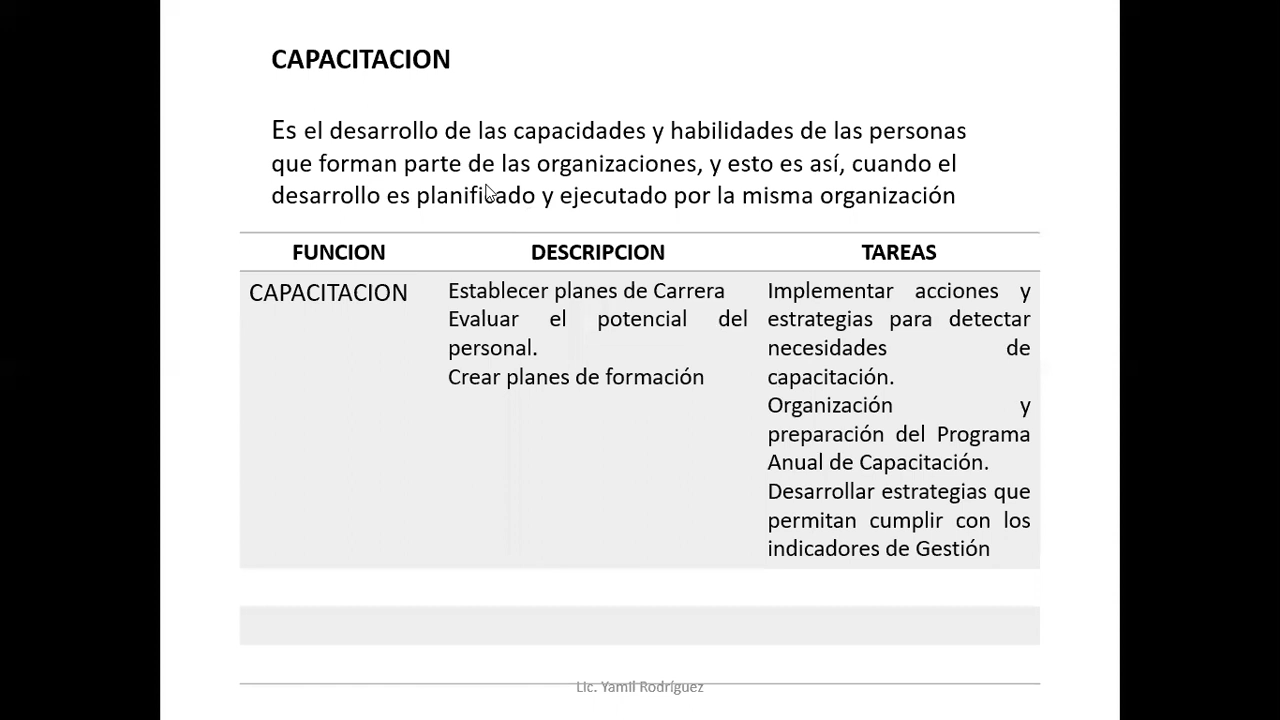 CAPACITACION
Es el desarrollo de las capacidades y habilidades de las personas
que forman parte de las organizaciones, y esto es así, cuando el
desarrollo es planificado y ejecutado por la misma organización
FUNCION DESCRIPCION TAREAS
CAPACITACION
Establecer planes de Carrera
Evaluar el potencial del
personal.
Crear planes de formación
Implementar acciones y
estrategias para detectar
necesidades de
capacitación.
Organización y
preparación del Programa
Anual de Capacitación.
Desarrollar estrategias que
permitan cumplir con los
indicadores de Gestión
Lic. Yamil Rodríguez